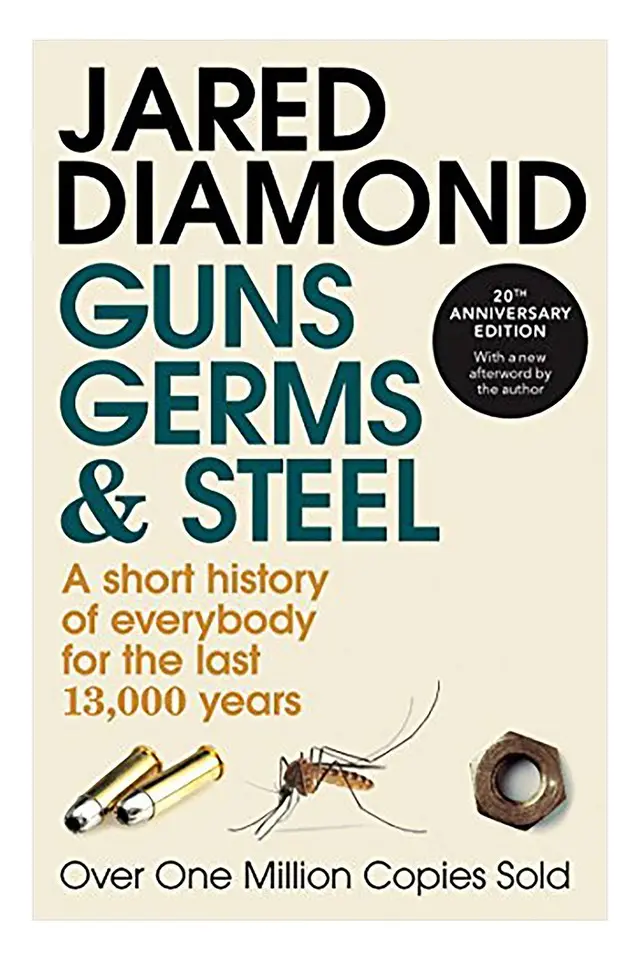 JARED
DIAMOND
GUNS
GERMS
& STEEL
20TH
ANNIVERSARY
EDITION
With a new
afterword by
the author
A short history
of everybody
for the last
13,000 years
Over One Million Copies Sold